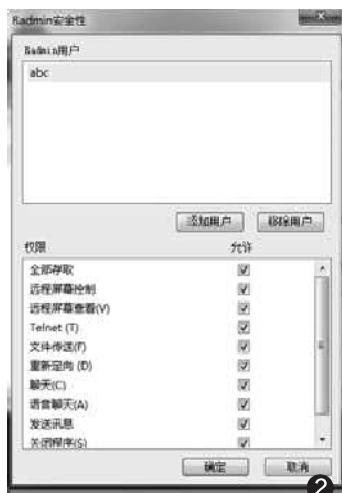 Radmin安全性
Radmin用户
abc
添加用户
移除用户
权限
允许
全部存取
远程屏幕控制
远程屏幕查看(V)
Telnet (T)
文件传送(F)
重新定向 (D)
聊天(C)
语音聊天(A)
发送讯息
关闭程序(S)
确定
取消
2